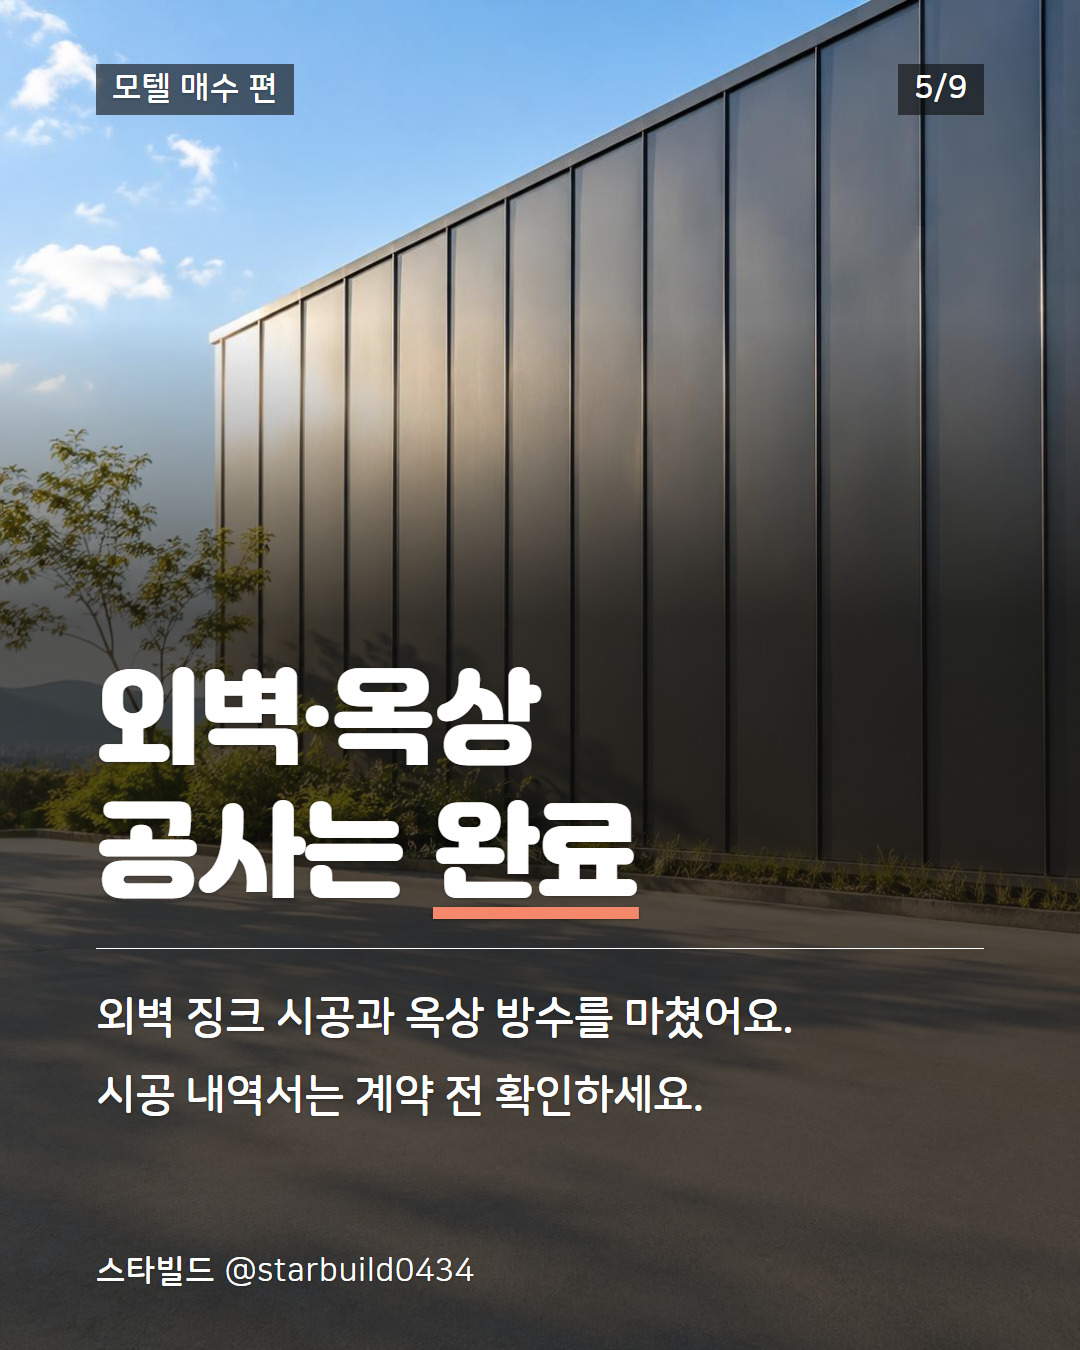 모텔 매수 편
5/9
외벽·옥상
공사는 완료
외벽 징크 시공과 옥상 방수를 마쳤어요.
시공 내역서는 계약 전 확인하세요.
스타빌드 @starbuild0434